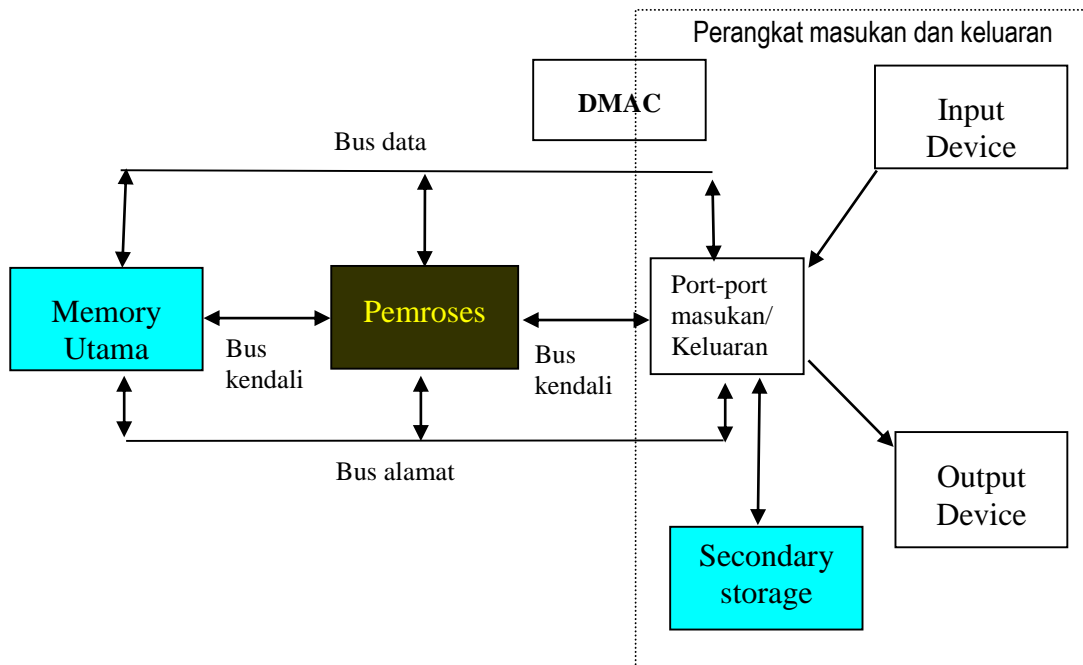 Perangkat masukan dan keluaran
DMAC
Input
Device
Bus data
Memory
Utama
Pemroses
Port-port
masukan/
Keluaran
Bus
kendali
Bus
kendali
Bus alamat
Output
Device
Secondary
storage